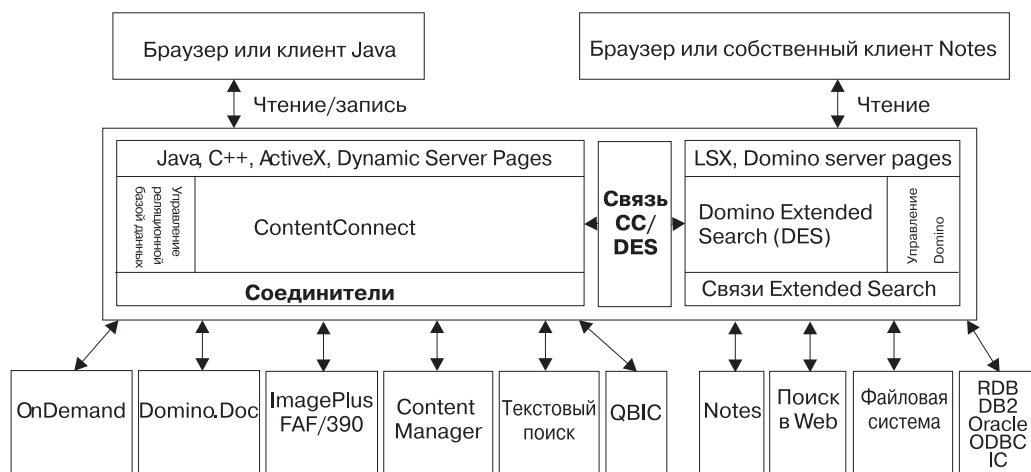 Браузер или клиент Java
Браузер или собственный клиент Notes
Чтение/запись
Чтение
Java, C++, ActiveX, Dynamic Server Pages
Управление
реляционной
базой данных
ContentConnect
Соединители
Связь
CC/
DES
LSX, Domino server pages
Domino Extended
Search (DES)
Управление
Domino
Связи Extended Search
OnDemand
Domino.Doc
ImagePlus
FAF/390
Content
Manager
Текстовый
поиск
QBIC
Notes
Поиск
в Web
Файловая
система
RDB
DB2
Oracle
ODBC
IC